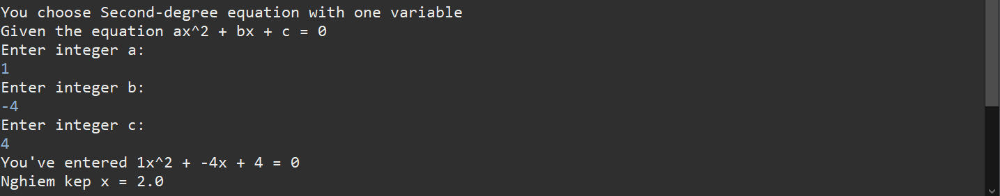 You choose Second-degree equation with one variable
Given the equation ax^2 + bx + c = 0
Enter integer a:
1
Enter integer b:
-4
Enter integer c:
4
You've entered 1x^2 + -4x + 4 = 0
Nghiem kep x = 2.0